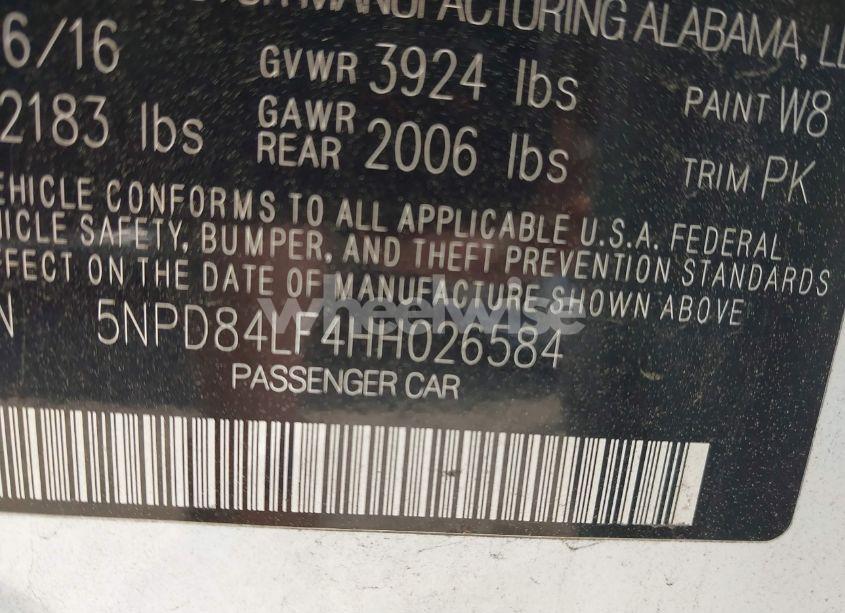 MANUFACTURING ALABAMA, LL
6/16
GVWR 3924 lbs
PAINT W8
2183 lbs
GAWR
REAR 2006 lbs
TRIM PK
EHICLE CONFORMS TO ALL APPLICABLE U.S.A. FEDERAL
HICLE SAFETY, BUMPER, AND THEFT PREVENTION STANDARDS
FFECT ON THE DATE OF MANUFACTURE SHOWN ABOVE
N 5NPD84LF4HH026584
wheelwise
PASSENGER CAR